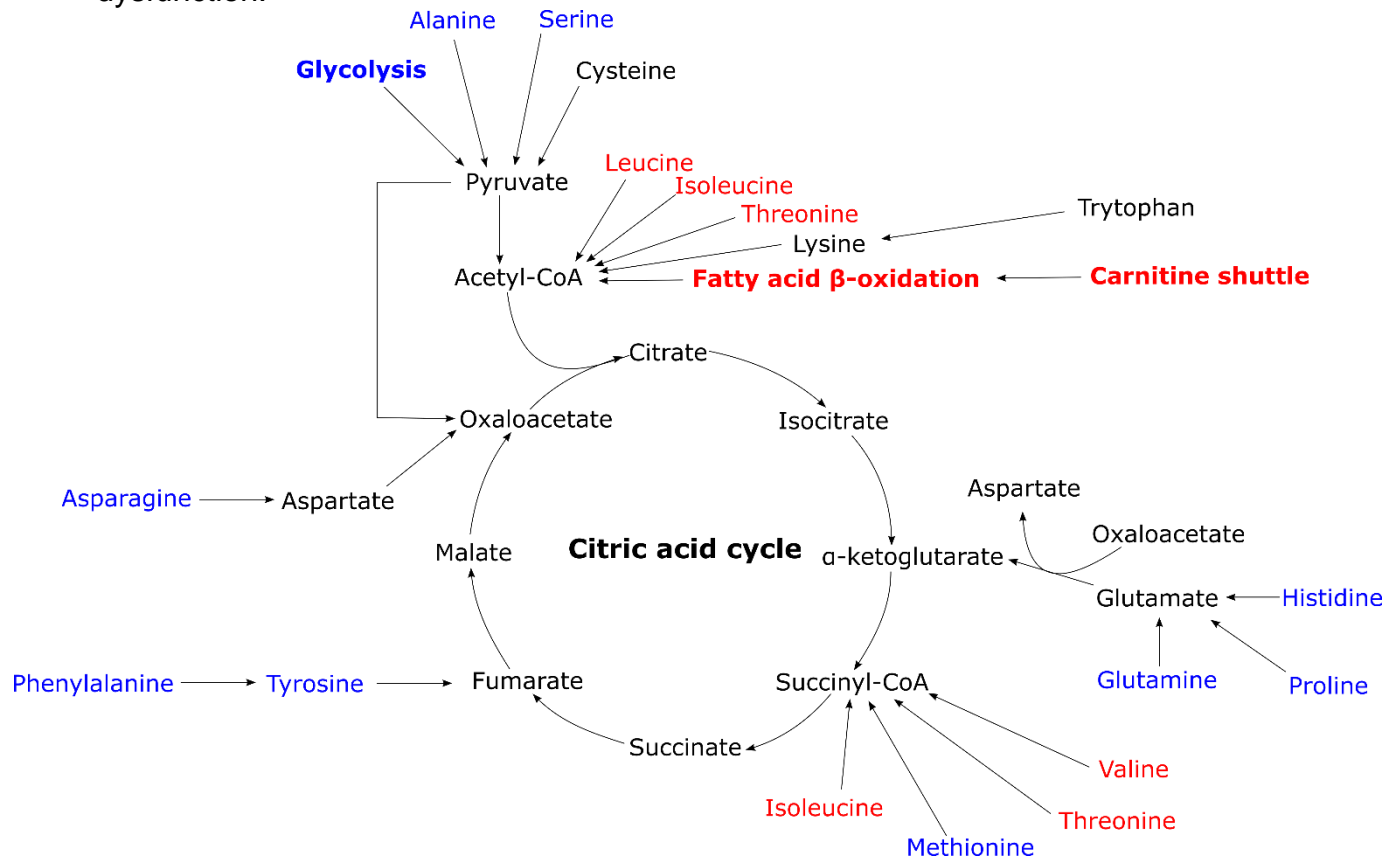 dysfunction.
Alanine
Serine
Glycolysis
Cysteine
Leucine
Pyruvate
Isoleucine
Threonine
Trytophan
Lysine
Acetyl-CoA
Fatty acid β-oxidation
Carnitine shuttle
Citrate
Oxaloacetate
Isocitrate
Asparagine
Aspartate
Aspartate
Malate
Citric acid cycle
α-ketoglutarate
Oxaloacetate
Glutamate
Histidine
Phenylalanine
Tyrosine
Fumarate
Succinyl-CoA
Glutamine
Proline
Succinate
Valine
Isoleucine
Threonine
Methionine